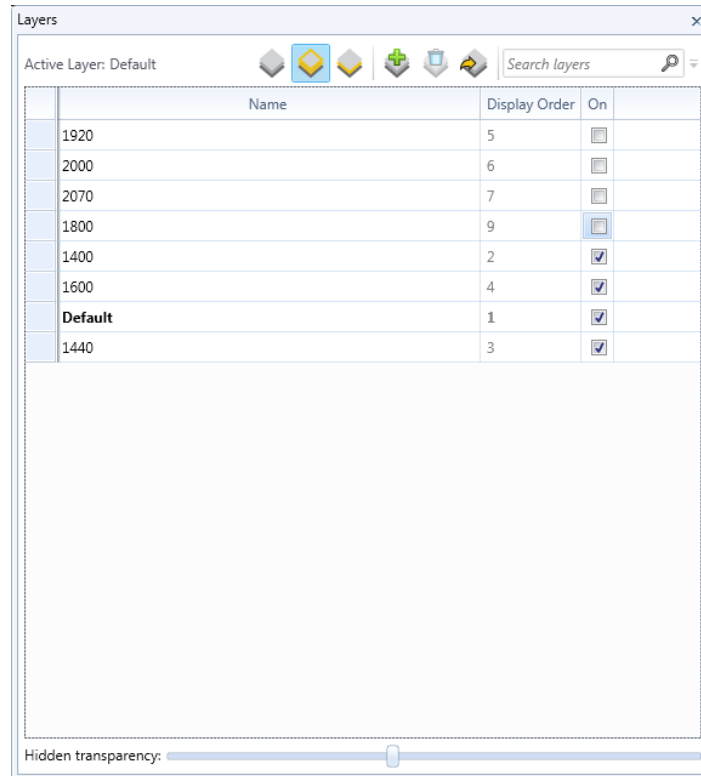 Layers
Active Layer: Default Search layers
Name Display Order On
1920 5
2000 6
2070 7
1800 9
1400 2
1600 4
Default 1
1440 3
Hidden transparency: